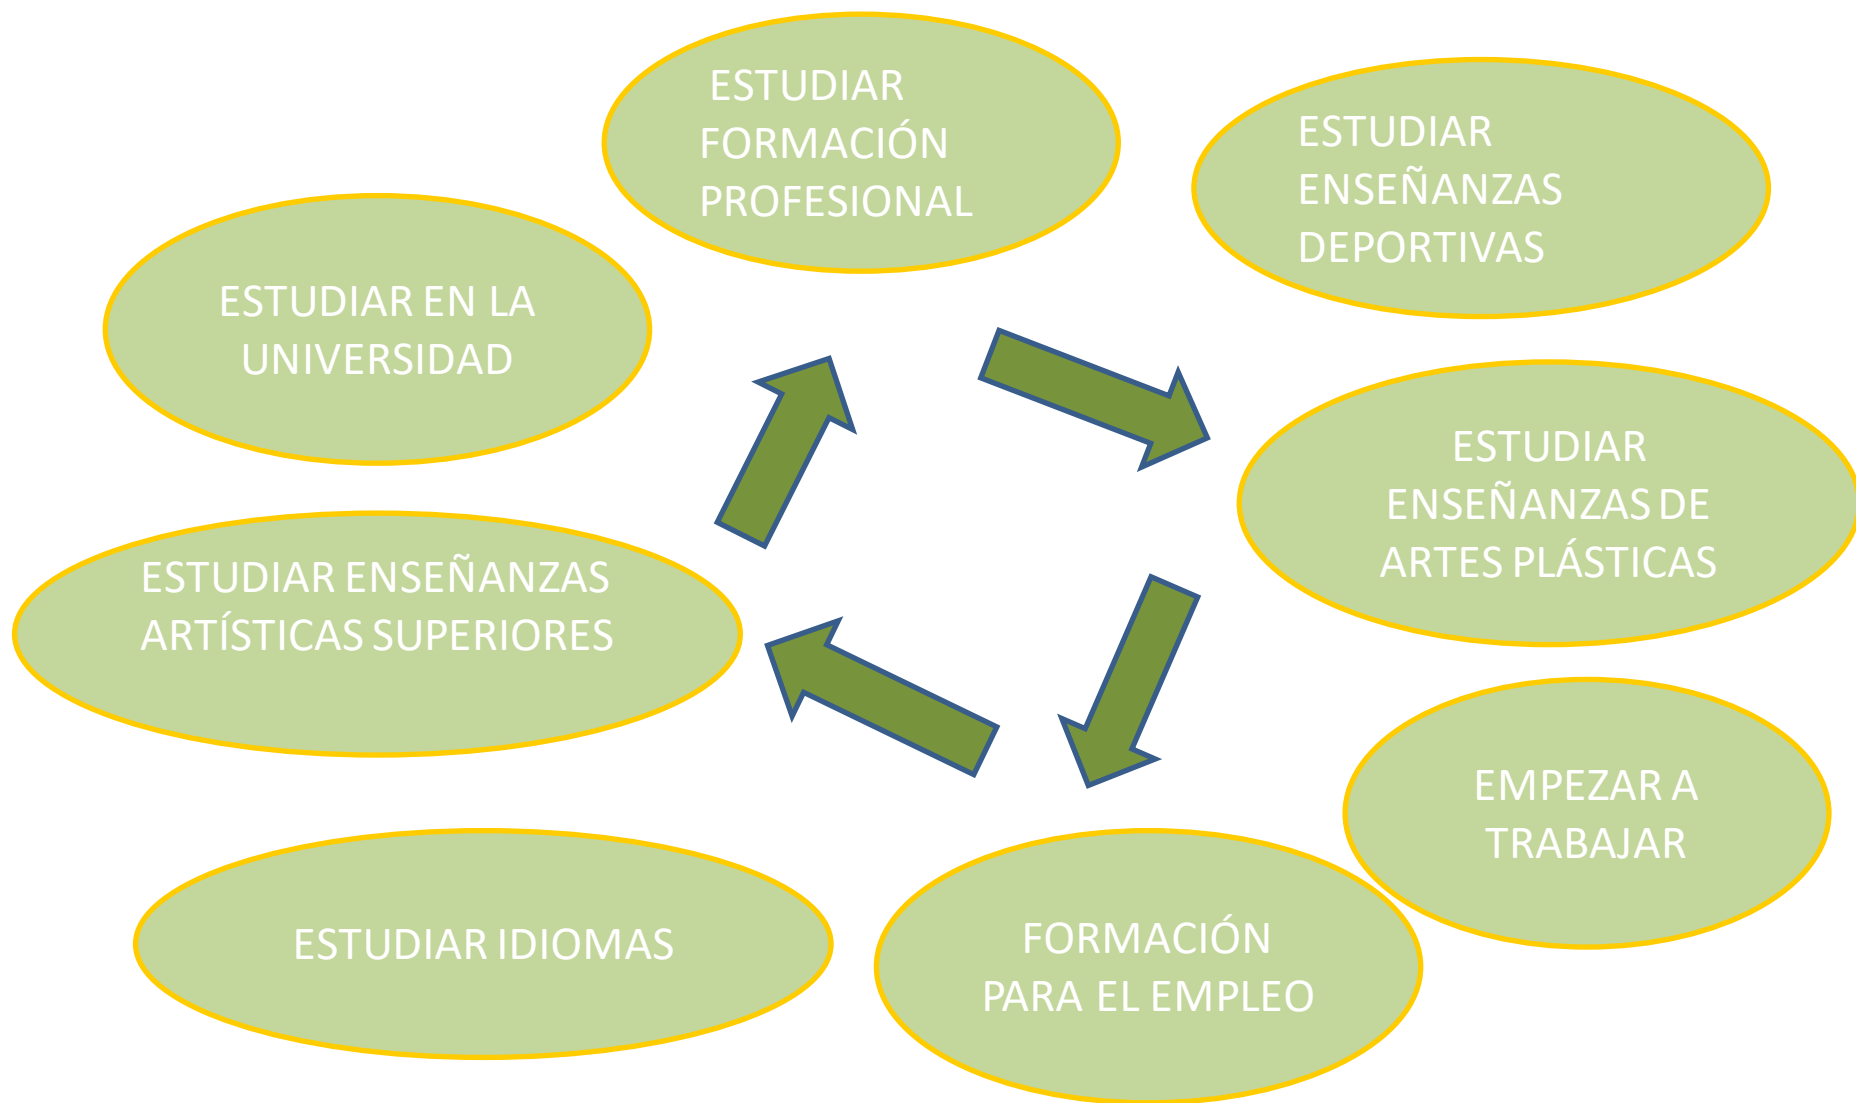 ESTUDIAR
FORMACIÓN
PROFESIONAL
ESTUDIAR
ENSEÑANZAS
DEPORTIVAS
ESTUDIAR EN LA
UNIVERSIDAD
ESTUDIAR
ENSEÑANZAS DE
ARTES PLÁSTICAS
ESTUDIAR ENSEÑANZAS
ARTÍSTICAS SUPERIORES
EMPEZAR A
TRABAJAR
ESTUDIAR IDIOMAS
FORMACIÓN
PARA EL EMPLEO